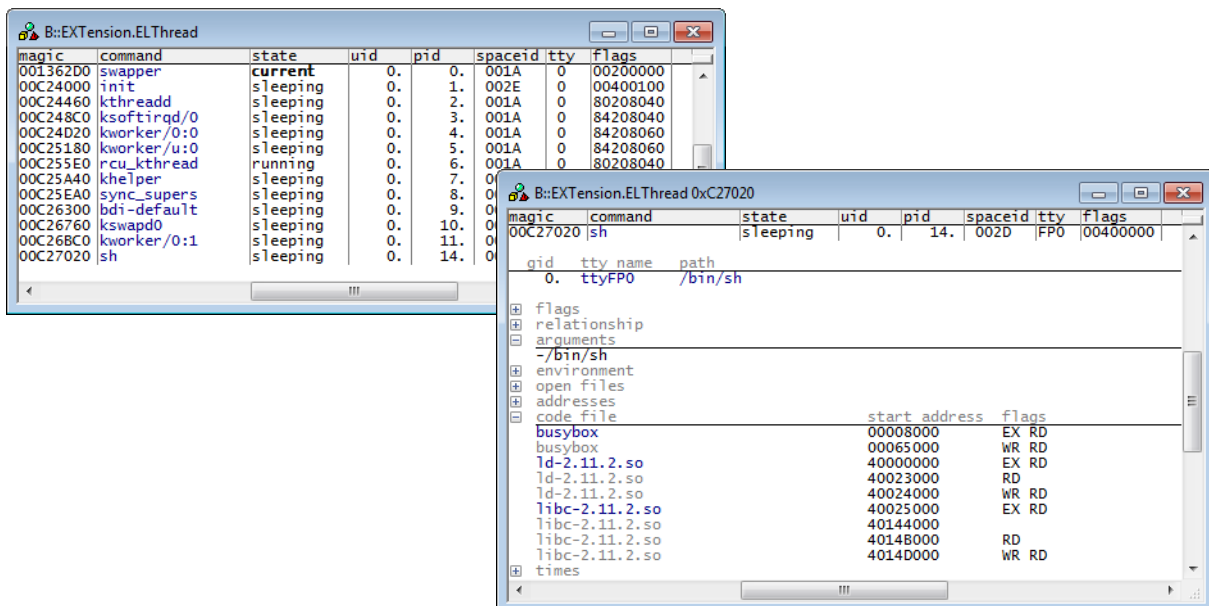 B::EXTension.ELThread
magic command state uid pid spaceid tty flags
001362D0 swapper current 0. 0. 001A 0 00200000
00C24000 init sleeping 0. 1. 002E 0 00400100
00C24460 kthreadd sleeping 0. 2. 001A 0 80208040
00C248C0 ksoftirqd/0 sleeping 0. 3. 001A 0 84208040
00C24D20 kworker/0:0 sleeping 0. 4. 001A 0 84208060
00C25180 kworker/u:0 sleeping 0. 5. 001A 0 84208060
00C255E0 rcu_kthread running 0. 6. 001A 0 80208040
00C25A40 khelper sleeping 0. 7.
00C25EA0 sync_supers sleeping 0. 8.
00C26300 bdi-default sleeping 0. 9.
00C26760 kswapd0 sleeping 0. 10.
00C26BC0 kworker/0:1 sleeping 0. 11.
00C27020 sh sleeping 0. 14.
B::EXTension.ELThread 0xC27020
magic command state uid pid spaceid tty flags
00C27020 sh sleeping 0. 14. 002D FP0 00400000
gid tty name path
0. ttyFP0 /bin/sh
flags
relationship
arguments
-/bin/sh
environment
open files
addresses
code file start address flags
busybox 00008000 EX RD
busybox 00065000 WR RD
ld-2.11.2.so 40000000 EX RD
ld-2.11.2.so 40023000 RD
ld-2.11.2.so 40024000 WR RD
libc-2.11.2.so 40025000 EX RD
libc-2.11.2.so 40144000
libc-2.11.2.so 4014B000 RD
libc-2.11.2.so 4014D000 WR RD
times